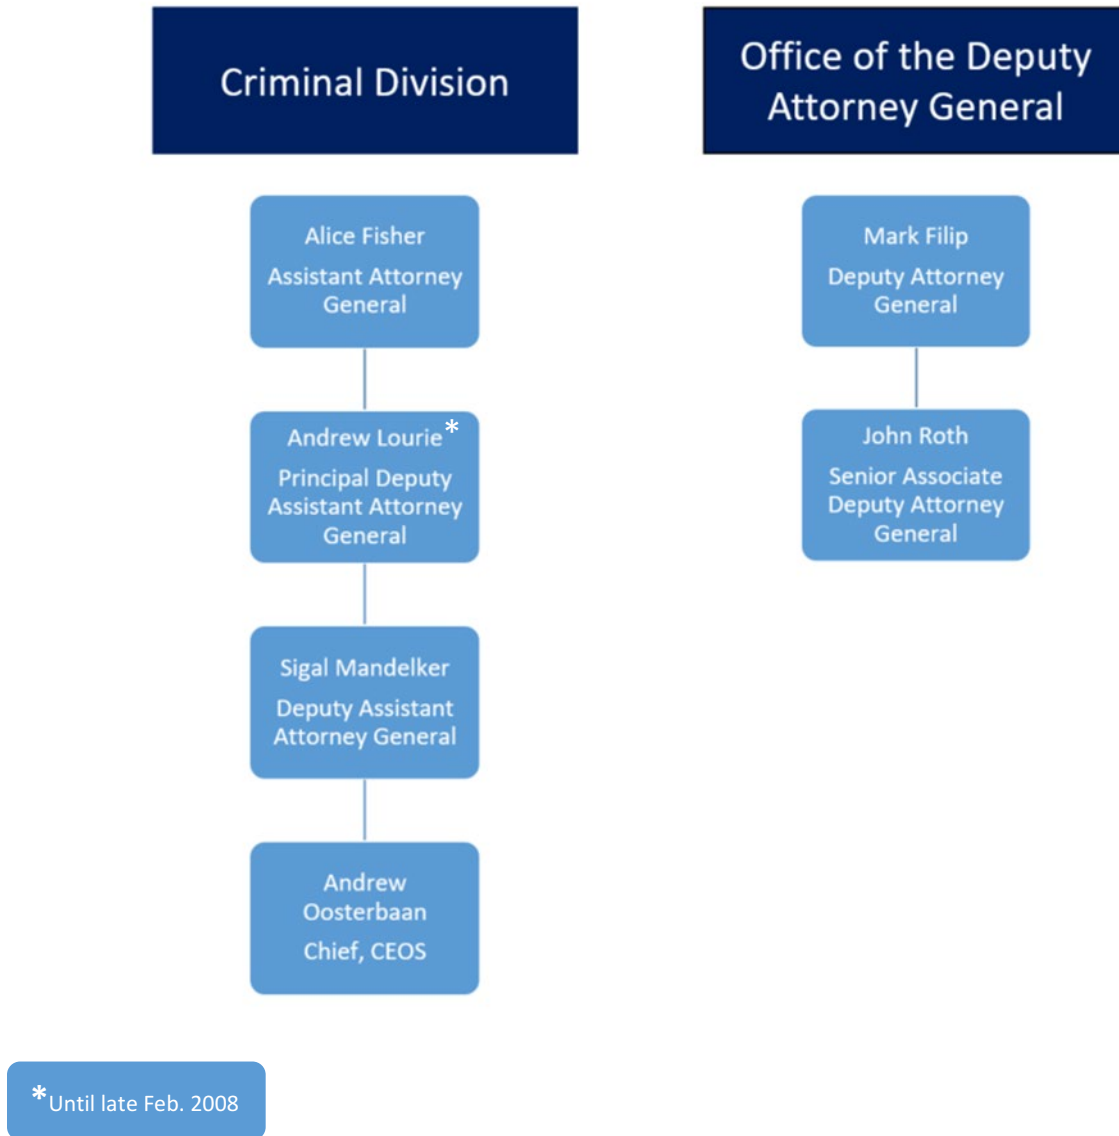 Criminal Division
Alice Fisher
Assistant Attorney
General
Andrew Lourie*
Principal Deputy
Assistant Attorney
General
Sigal Mandelker
Deputy Assistant
Attorney General
Andrew
Oosterbaan
Chief, CEOS
Office of the Deputy
Attorney General
Mark Filip
Deputy Attorney
General
John Roth
Senior Associate
Deputy Attorney
General
*Until late Feb. 2008